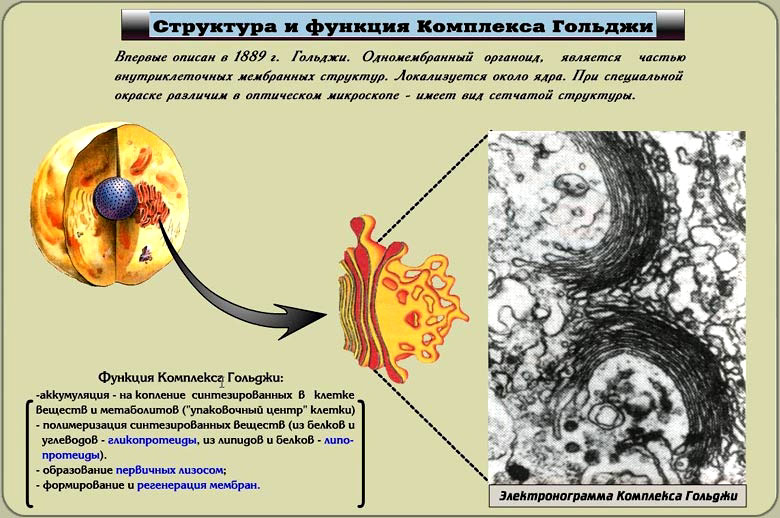 Структура и функция Комплекса Гольджи
Впервые описан в 1889 г. Гольджи. Одномембранный органоид, является частью
внутриклеточных мембранных структур. Локализуется около ядра. При специальной
окраске различим в оптическом микроскопе - имеет вид сетчатой структуры.
Функция Комплекса Гольджи:
-аккумуляция - на копление синтезированных в клетке
веществ и метаболитов ("упаковочный центр" клетки)
- полимеризация синтезированных веществ (из белков и
углеводов - гликопротеиды, из липидов и белков - липо-
протеиды).
- образование первичных лизосом;
- формирование и регенерация мембран.
Электронограмма Комплекса Гольджи